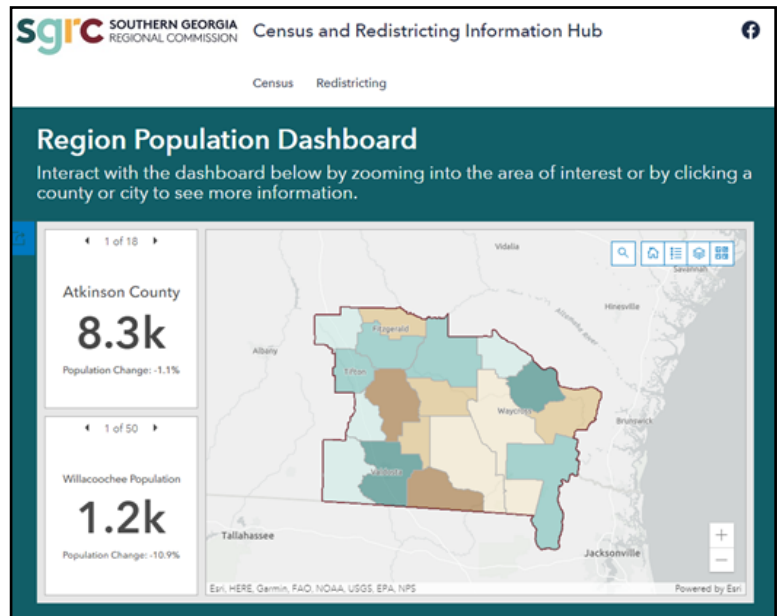 sgrc SOUTHERN GEORGIA
REGIONAL COMMISSION
Census and Redistricting Information Hub
Census Redistricting
Region Population Dashboard
Interact with the dashboard below by zooming into the area of interest or by clicking a
county or city to see more information.
1 of 18
Atkinson County
8.3k
Population Change: -1.1%
1 of 50
Willacoochee Population
1.2k
Population Change: -10.9%
Vidalia
Savannah
Hinesville
Altamaha River
Fitzgerald
Albany
Tifton
Waycross
Brunswick
Valdosta
Tallahassee
Jacksonville
Esri, HERE, Garmin, FAO, NOAA, USGS, EPA, NPS
Powered by Esri